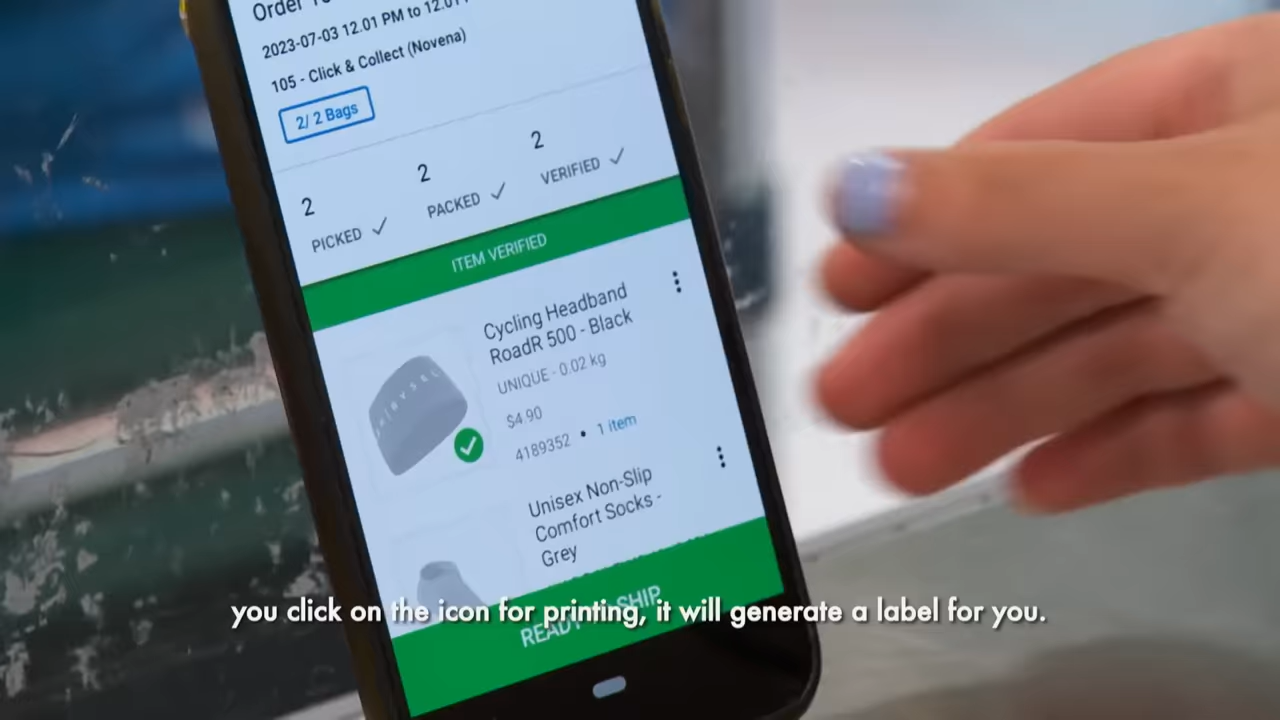 Order
2023-07-03 12.01 PM to 12.01
105 - Click & Collect (Novena)
2/ 2 Bags
2
PICKED
2
PACKED
2
VERIFIED
ITEM VERIFIED
Cycling Headband
RoadR 500 - Black
UNIQUE - 0.02 kg
$4.90
4189352 • 1 item
Unisex Non-Slip
Comfort Socks -
Grey
READY SHIP
you click on the icon for printing, it will generate a label for you.